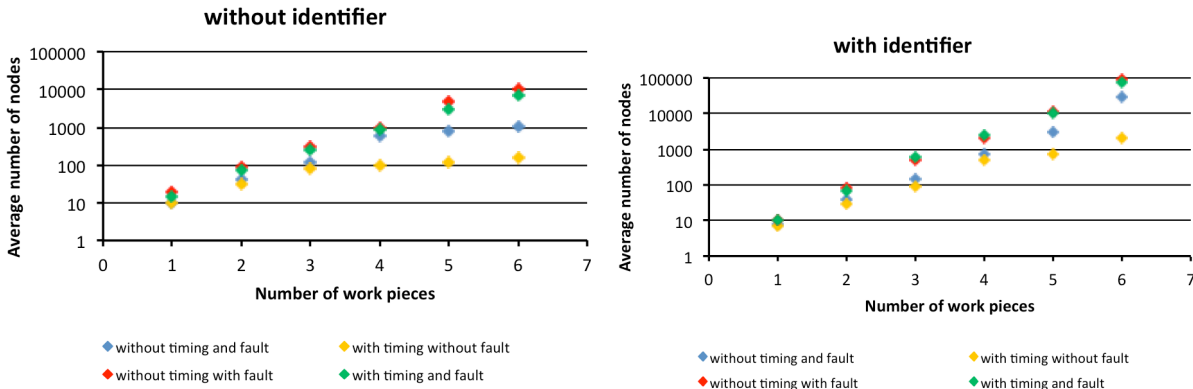 without identifier
Average number of nodes
100000
10000
1000
100
10
1
0 1 2 3 4 5 6 7
Number of work pieces
without timing and fault
with timing without fault
without timing with fault
with timing and fault
with identifier
Average number of nodes
100000
10000
1000
100
10
1
0 1 2 3 4 5 6 7
Number of work pieces
without timing and fault
with timing without fault
without timing with fault
with timing and fault